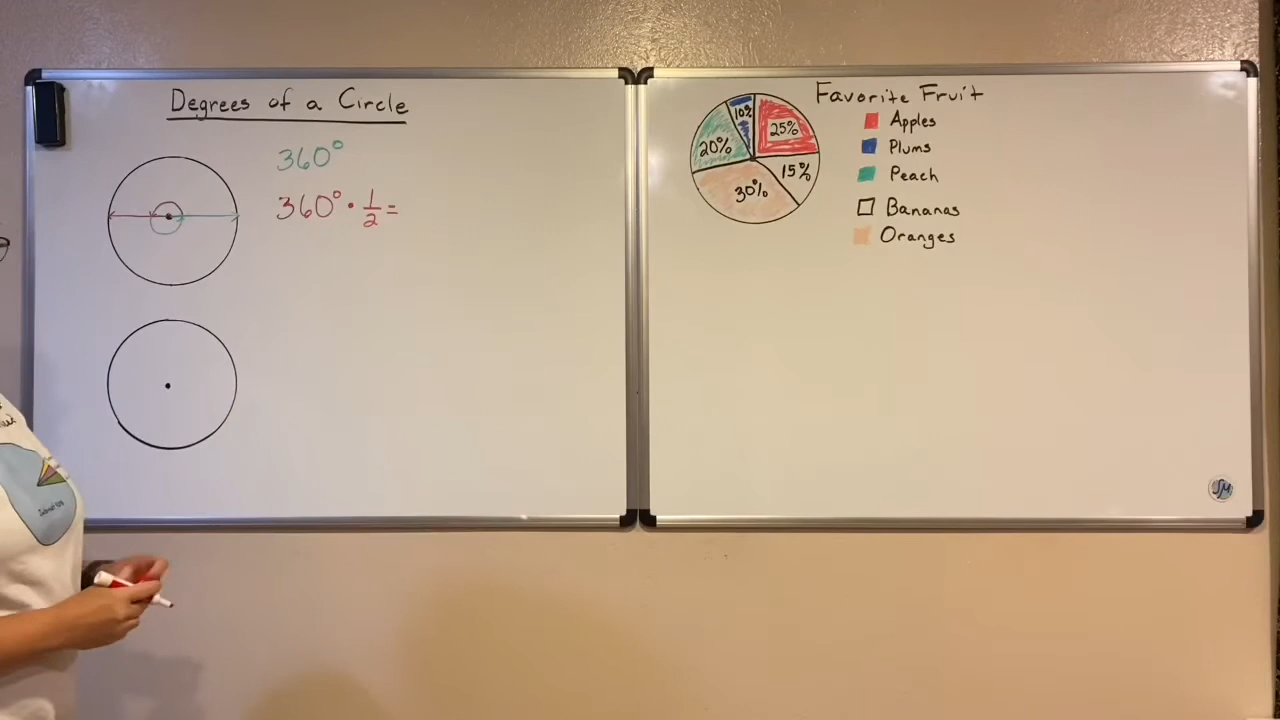 Degrees of a Circle
360°
360° · 1/2 =
Favorite Fruit
10%
25%
20%
15%
30%
Apples
Plums
Peach
Bananas
Oranges
SM